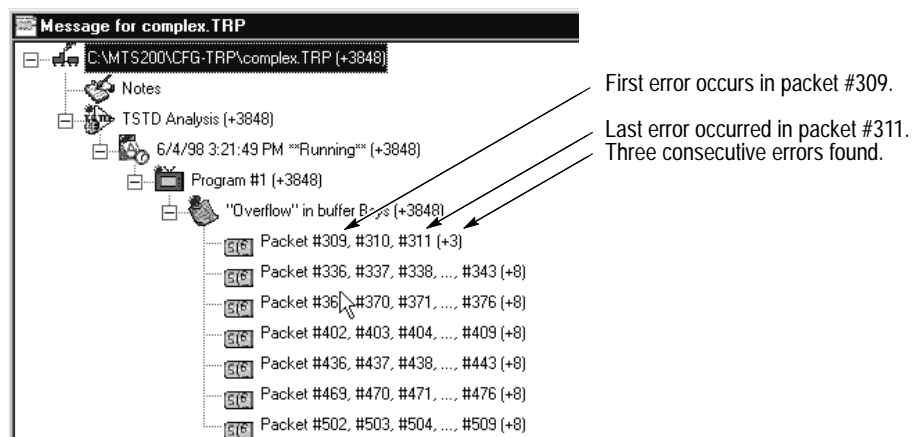 Message for complex.TRP
C:\MTS200\CFG-TRP\complex.TRP (+3848)
Notes
TSTD Analysis (+3848)
6/4/98 3:21:49 PM **Running** (+3848)
Program #1 (+3848)
"Overflow" in buffer Bsys (+3848)
Packet #309, #310, #311 (+3)
Packet #336, #337, #338, ..., #343 (+8)
Packet #370, #371, ..., #376 (+8)
Packet #402, #403, #404, ..., #409 (+8)
Packet #436, #437, #438, ..., #443 (+8)
Packet #469, #470, #471, ..., #476 (+8)
Packet #502, #503, #504, ..., #509 (+8)
First error occurs in packet #309.
Last error occurred in packet #311.
Three consecutive errors found.